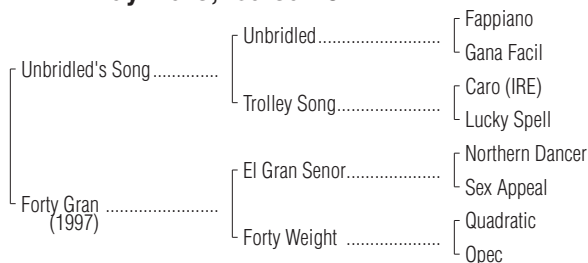 Unbridled's Song
Forty Gran
(1997)
Unbridled
Trolley Song
El Gran Senor
Forty Weight
Fappiano
Gana Facil
Caro (IRE)
Lucky Spell
Northern Dancer
Sex Appeal
Quadratic
Opec